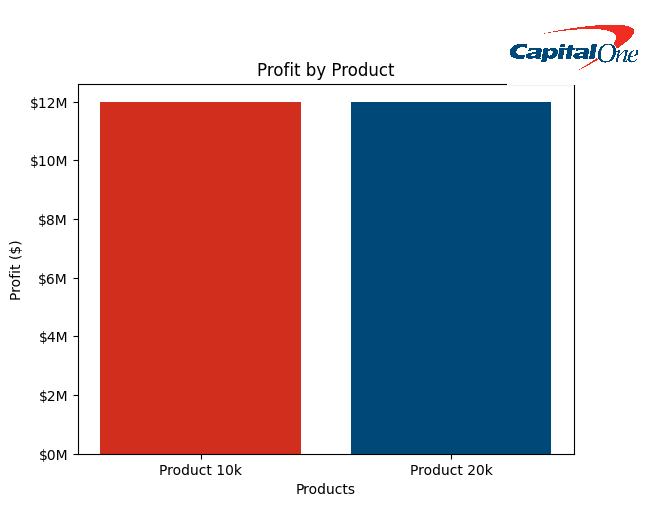 CapitalOne
Profit by Product
$12M
$10M
$8M
$6M
$4M
$2M
$0M
Profit ($)
Product 10k
Product 20k
Products